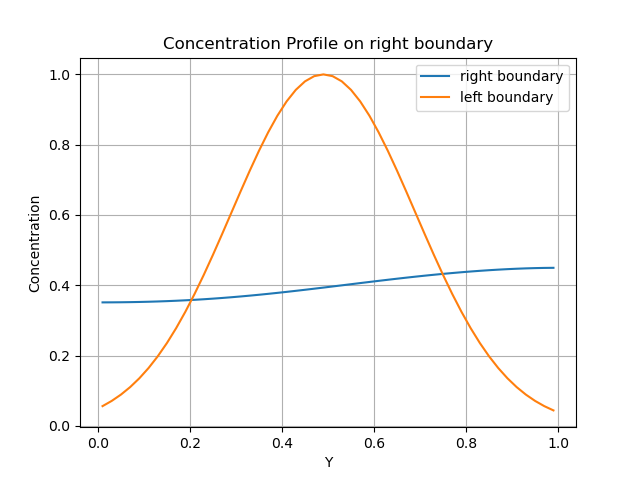 Concentration Profile on right boundary
right boundary
left boundary
Concentration
1.0
0.8
0.6
0.4
0.2
0.0
0.0 0.2 0.4 0.6 0.8 1.0
Y